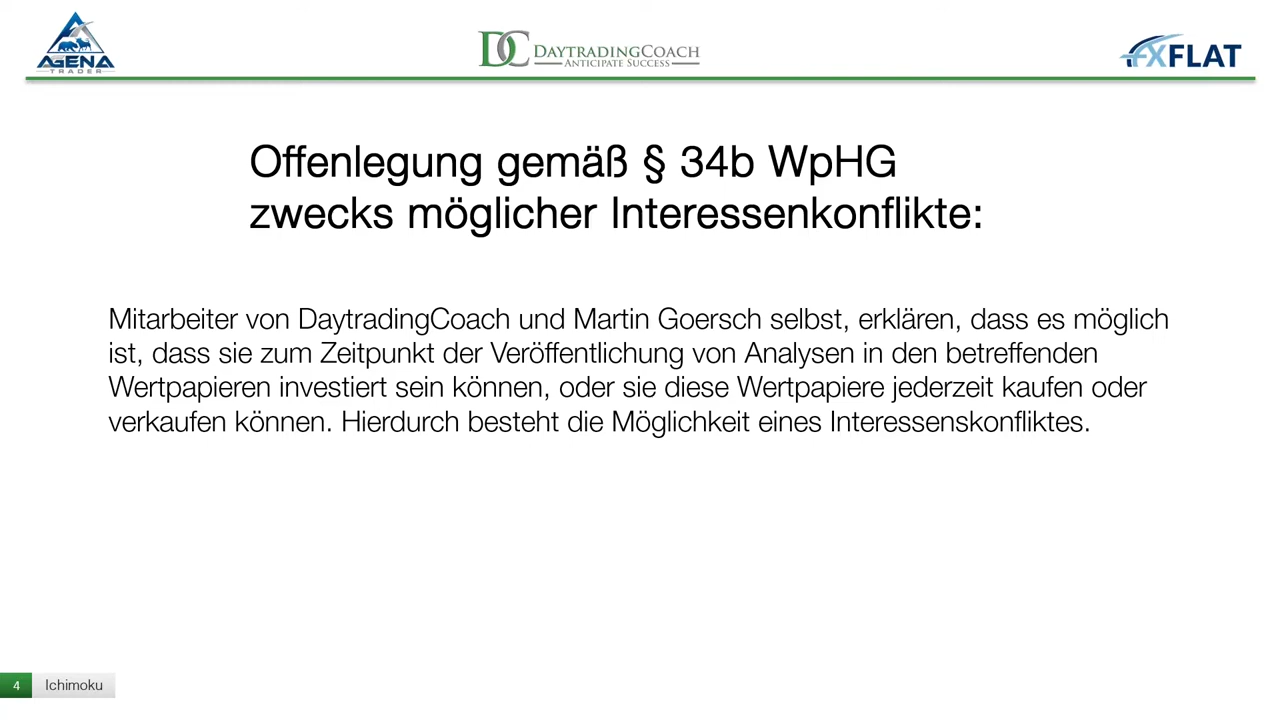 AGENA
TRADER
DC DAYTRADINGCOACH
ANTICIPATE SUCCESS
FXFLAT
Offenlegung gemäß § 34b WpHG
zwecks möglicher Interessenkonflikte:
Mitarbeiter von DaytradingCoach und Martin Goersch selbst, erklären, dass es möglich
ist, dass sie zum Zeitpunkt der Veröffentlichung von Analysen in den betreffenden
Wertpapieren investiert sein können, oder sie diese Wertpapiere jederzeit kaufen oder
verkaufen können. Hierdurch besteht die Möglichkeit eines Interessenskonfliktes.
4 Ichimoku